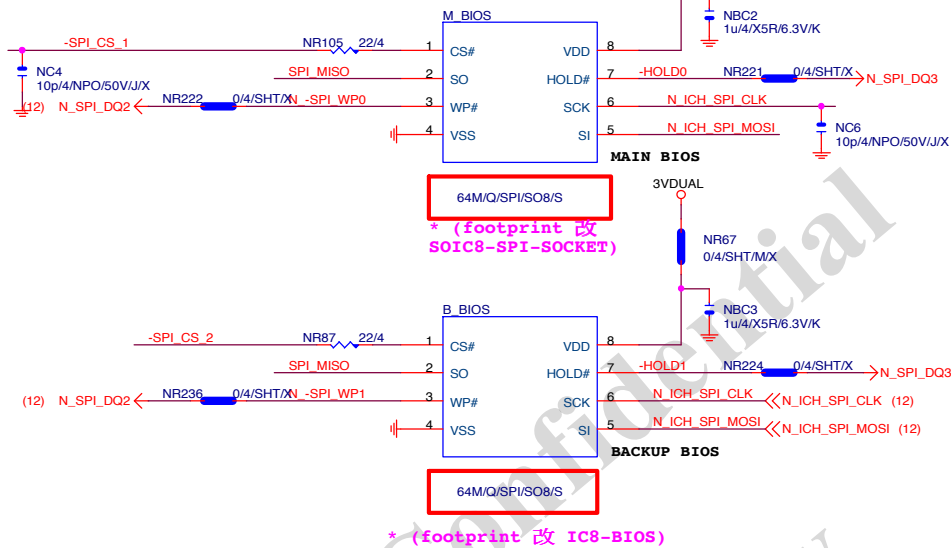 M_BIOS
NBC2
1u/4/X5R/6.3V/K
-SPI_CS_1
NR105 22/4
1 CS# VDD 8
NC4
10p/4/NPO/50V/J/X
SPI_MISO
2 SO HOLD# 7
-HOLD0 NR221 0/4/SHT/X N_SPI_DQ3
(12) N_SPI_DQ2 NR222 0/4/SHT/X N_-SPI_WP0
3 WP# SCK 6
N_ICH_SPI_CLK
4 VSS SI 5
N_ICH_SPI_MOSI
NC6
10p/4/NPO/50V/J/X
MAIN BIOS
64M/Q/SPI/SO8/S
* (footprint 改
SOIC8-SPI-SOCKET)
3VDUAL
NR67
0/4/SHT/M/X
NBC3
1u/4/X5R/6.3V/K
B_BIOS
-SPI_CS_2 NR87 22/4
1 CS# VDD 8
SPI_MISO
2 SO HOLD# 7
-HOLD1 NR224 0/4/SHT/X N_SPI_DQ3
(12) N_SPI_DQ2 NR236 0/4/SHT/X N_-SPI_WP1
3 WP# SCK 6
N_ICH_SPI_CLK N_ICH_SPI_CLK (12)
4 VSS SI 5
N_ICH_SPI_MOSI N_ICH_SPI_MOSI (12)
BACKUP BIOS
64M/Q/SPI/SO8/S
* (footprint 改 IC8-BIOS)
Confidential